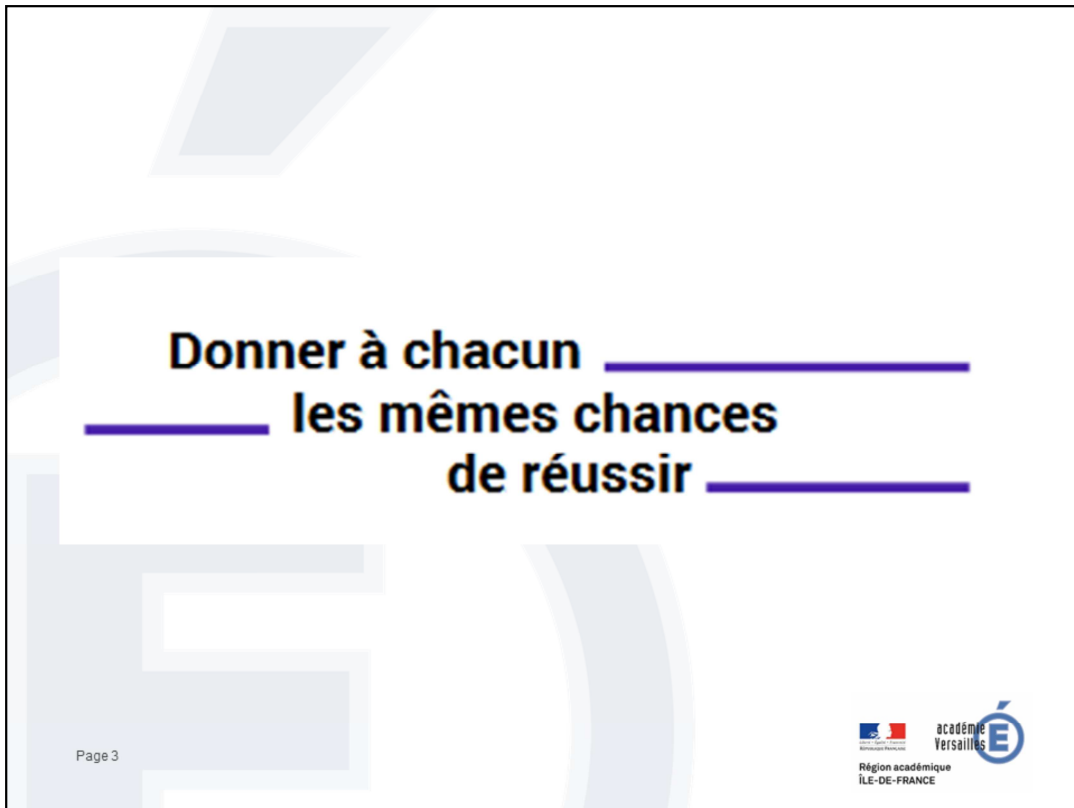 Donner à chacun
les mêmes chances
de réussir
Page 3
académie
Versailles
É
Région académique
ÎLE-DE-FRANCE